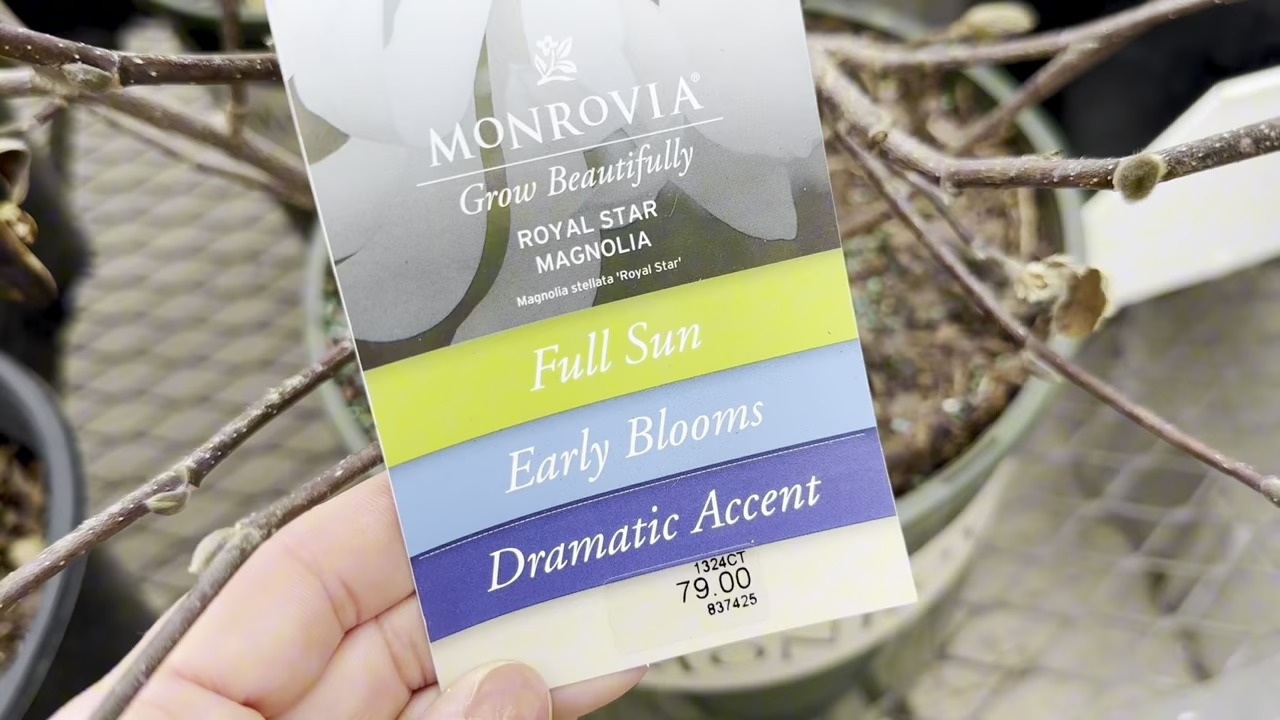 MONROVIA®
Grow Beautifully
ROYAL STAR
MAGNOLIA
Magnolia stellata 'Royal Star'
Full Sun
Early Blooms
Dramatic Accent
1324CT
79.00
837425